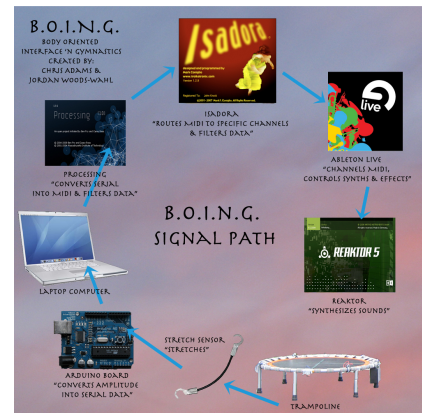 B.O.I.N.G.
BODY ORIENTED
INTERFACE 'N GYMNASTICS
CREATED BY:
CHRIS ADAMS &
JORDAN WOODS-WAHL
Isadora
ISADORA
"ROUTES MIDI TO SPECIFIC CHANNELS
& FILTERS DATA"
Processing
PROCESSING
"CONVERTS SERIAL
INTO MIDI & FILTERS DATA"
live
ABLETON LIVE
"CHANNELS MIDI,
CONTROLS SYNTHS & EFFECTS"
B.O.I.N.G.
SIGNAL PATH
REAKTOR 5
REAKTOR
"SYNTHESIZES SOUNDS"
LAPTOP COMPUTER
STRETCH SENSOR
"STRETCHES"
ARDUINO BOARD
"CONVERTS AMPLITUDE
INTO SERIAL DATA"
TRAMPOLINE